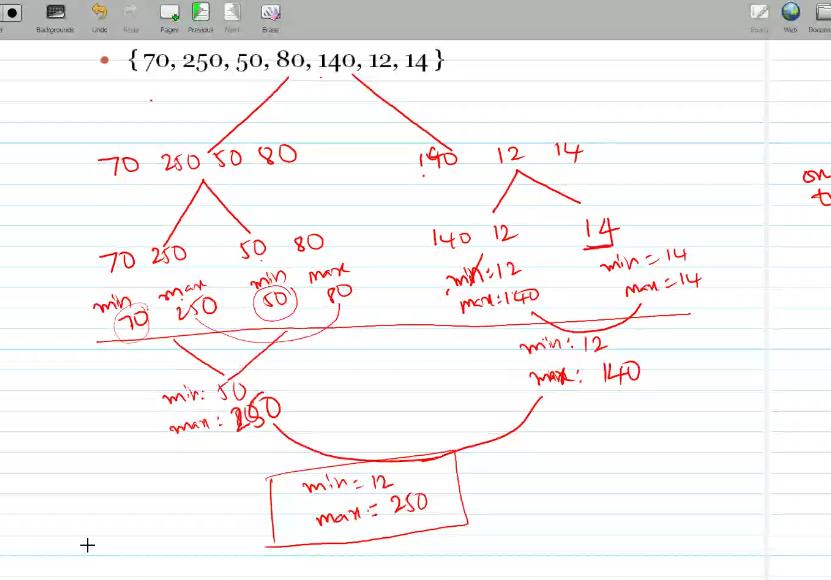 Backgrounds Undo Pages Previous Next Erase Web
{ 70, 250, 50, 80, 140, 12, 14 }
70 250 50 80 140 12 14
70 250 50 80 140 12 14
min max min max min:12 min = 14
70 250 50 80 max:140 max = 14
min: 12
max: 140
min: 50
max: 250
min = 12
max = 250